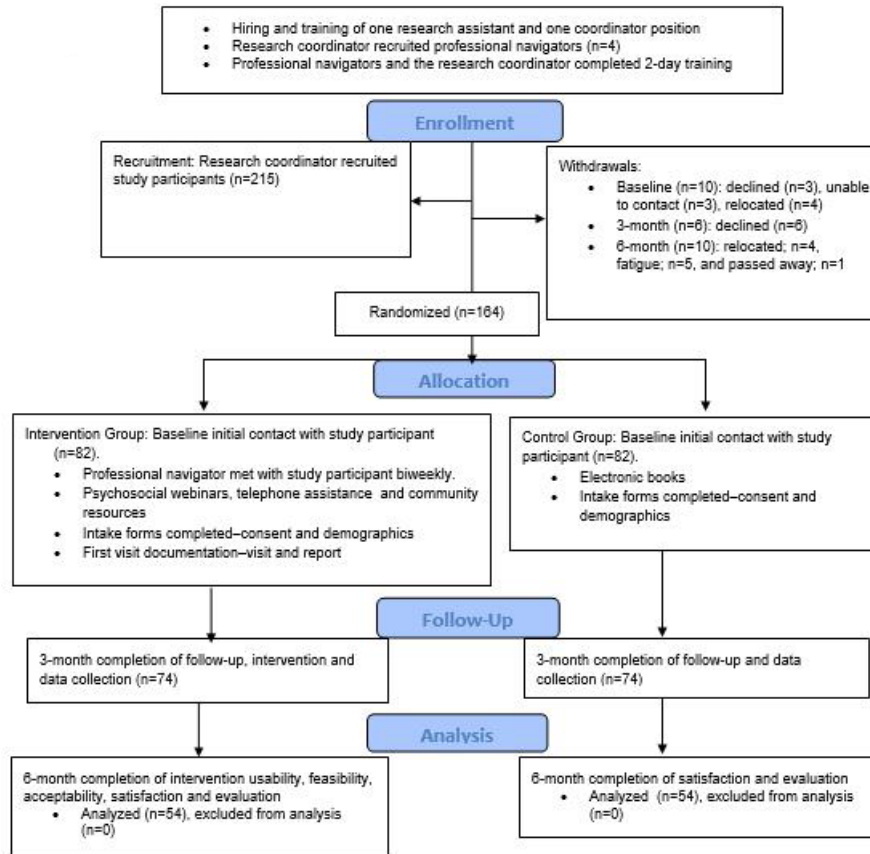 • Hiring and training of one research assistant and one coordinator position
• Research coordinator recruited professional navigators (n=4)
• Professional navigators and the research coordinator completed 2-day training
Enrollment
Recruitment: Research coordinator recruited
study participants (n=215)
Withdrawals:
• Baseline (n=10): declined (n=3), unable
to contact (n=3), relocated (n=4)
• 3-month (n=6): declined (n=6)
• 6-month (n=10): relocated; n=4,
fatigue; n=5, and passed away; n=1
Randomized (n=164)
Allocation
Intervention Group: Baseline initial contact with study participant
(n=82).
• Professional navigator met with study participant biweekly.
• Psychosocial webinars, telephone assistance and community
resources
• Intake forms completed–consent and demographics
• First visit documentation–visit and report
Control Group: Baseline initial contact with study
participant (n=82).
• Electronic books
• Intake forms completed–consent and
demographics
Follow-Up
3-month completion of follow-up, intervention and
data collection (n=74)
3-month completion of follow-up and data
collection (n=74)
Analysis
6-month completion of intervention usability, feasibility,
acceptability, satisfaction and evaluation
• Analyzed (n=54), excluded from analysis
(n=0)
6-month completion of satisfaction and evaluation
• Analyzed (n=54), excluded from analysis
(n=0)